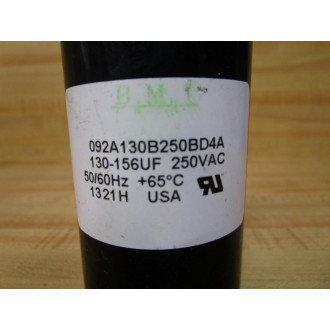 B.M.I
092A130B250BD4A
130-156UF 250VAC
50/60Hz +65°C
1321H USA